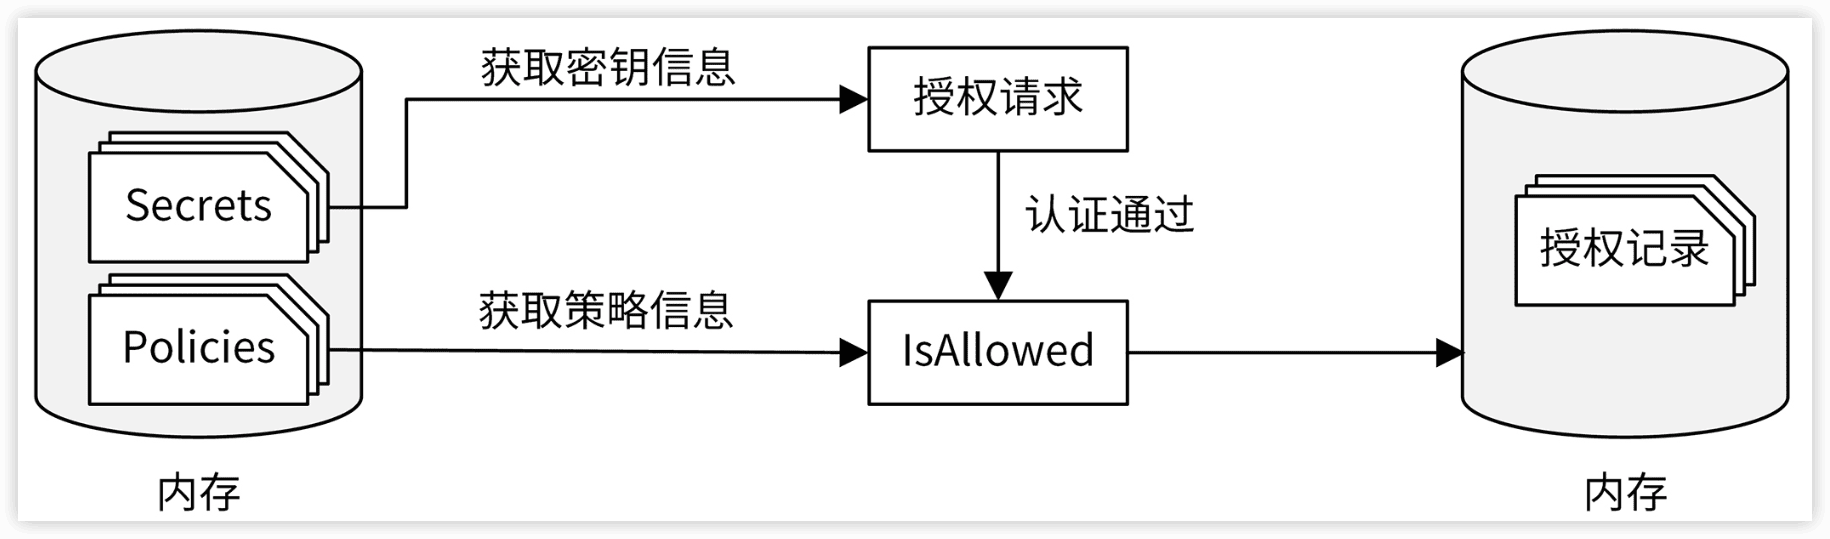 获取密钥信息
授权请求
Secrets
认证通过
授权记录
获取策略信息
Policies
IsAllowed
内存
内存